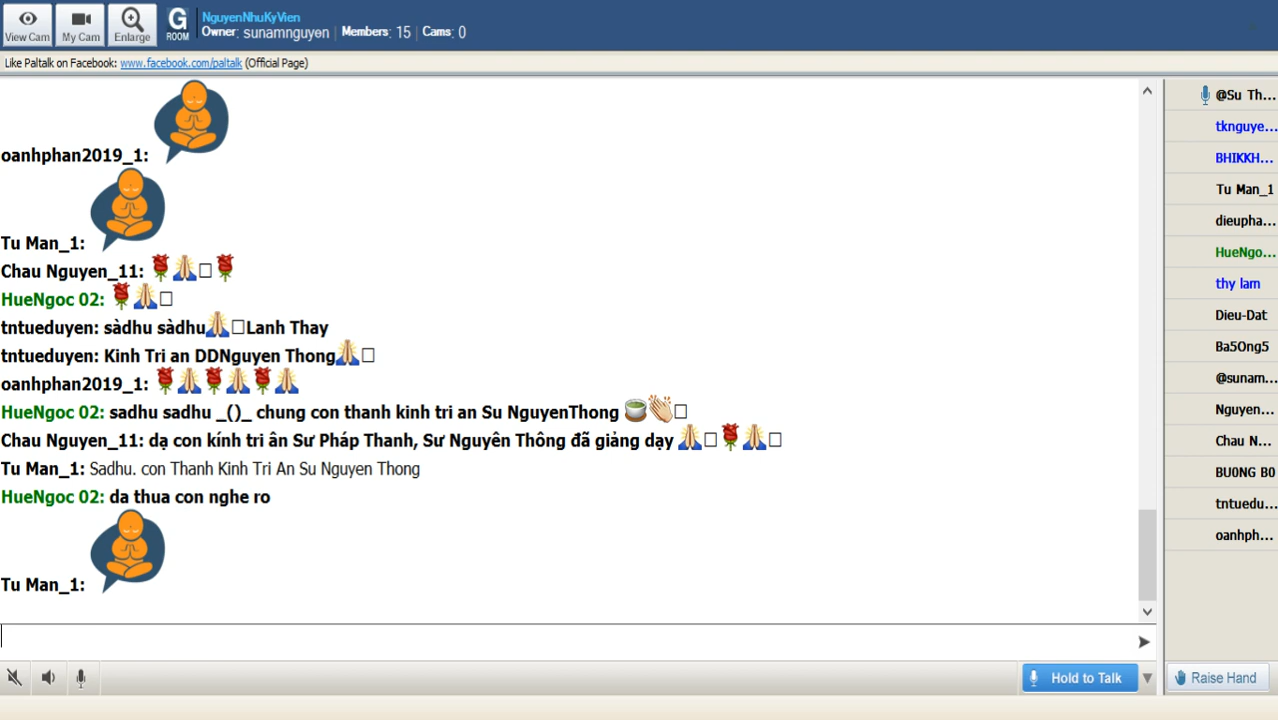 View Cam
My Cam
Enlarge
G
ROOM
NguyenNhuKyVien
Owner: sunamnguyen | Members: 15 | Cams: 0
Like Paltalk on Facebook: www.facebook.com/paltalk (Official Page)
oanhphan2019_1:
Tu Man_1:
Chau Nguyen_11:
HueNgoc 02:
tntueduyen: sàdhu sàdhu Lanh Thay
tntueduyen: Kinh Tri an DDNguyen Thong
oanhphan2019_1:
HueNgoc 02: sadhu sadhu _()_ chung con thanh kinh tri an Su NguyenThong
Chau Nguyen_11: dạ con kính tri ân Sư Pháp Thanh, Sư Nguyên Thông đã giảng dạy
Tu Man_1: Sadhu. con Thanh Kinh Tri An Su Nguyen Thong
HueNgoc 02: da thua con nghe ro
Tu Man_1:
@Su Th...
tknguye...
BHIKKH...
Tu Man_1
dieupha...
HueNgo...
thy lam
Dieu-Dat
Ba5Ong5
@sunam...
Nguyen...
Chau N...
BU0NG B0
tntuedu...
oanhph...
Hold to Talk
Raise Hand